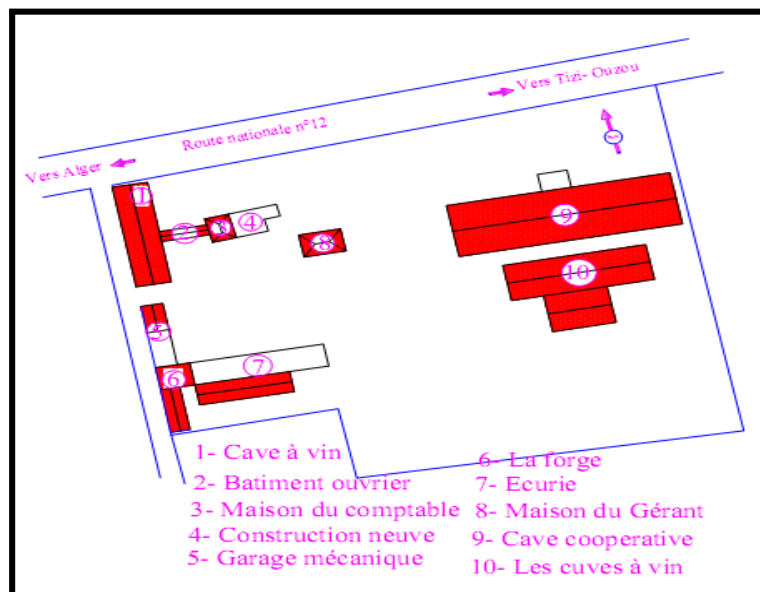 Vers Tizi- Ouzou
Route nationale n°12
Vers Alger
1
2
3
4
8
9
10
5
6
7
1- Cave à vin
2- Batiment ouvrier
3- Maison du comptable
4- Construction neuve
5- Garage mécanique
6- La forge
7- Ecurie
8- Maison du Gérant
9- Cave cooperative
10- Les cuves à vin